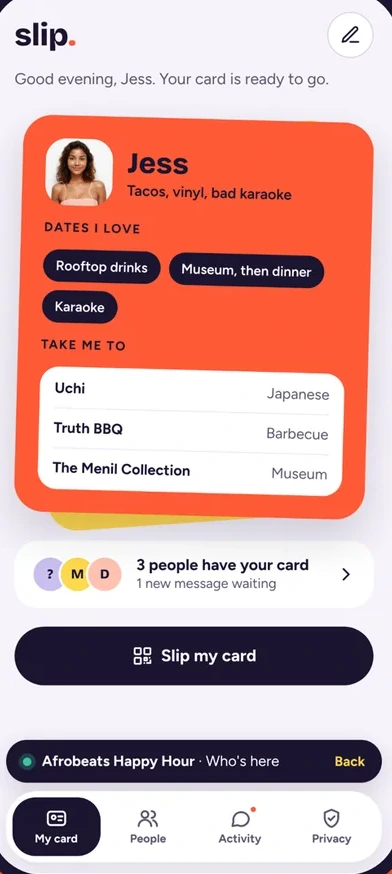 slip.
Good evening, Jess. Your card is ready to go.
Jess
Tacos, vinyl, bad karaoke
DATES I LOVE
Rooftop drinks
Museum, then dinner
Karaoke
TAKE ME TO
Uchi Japanese
Truth BBQ Barbecue
The Menil Collection Museum
? M D
3 people have your card
1 new message waiting
Slip my card
Afrobeats Happy Hour · Who's here Back
My card People Activity Privacy